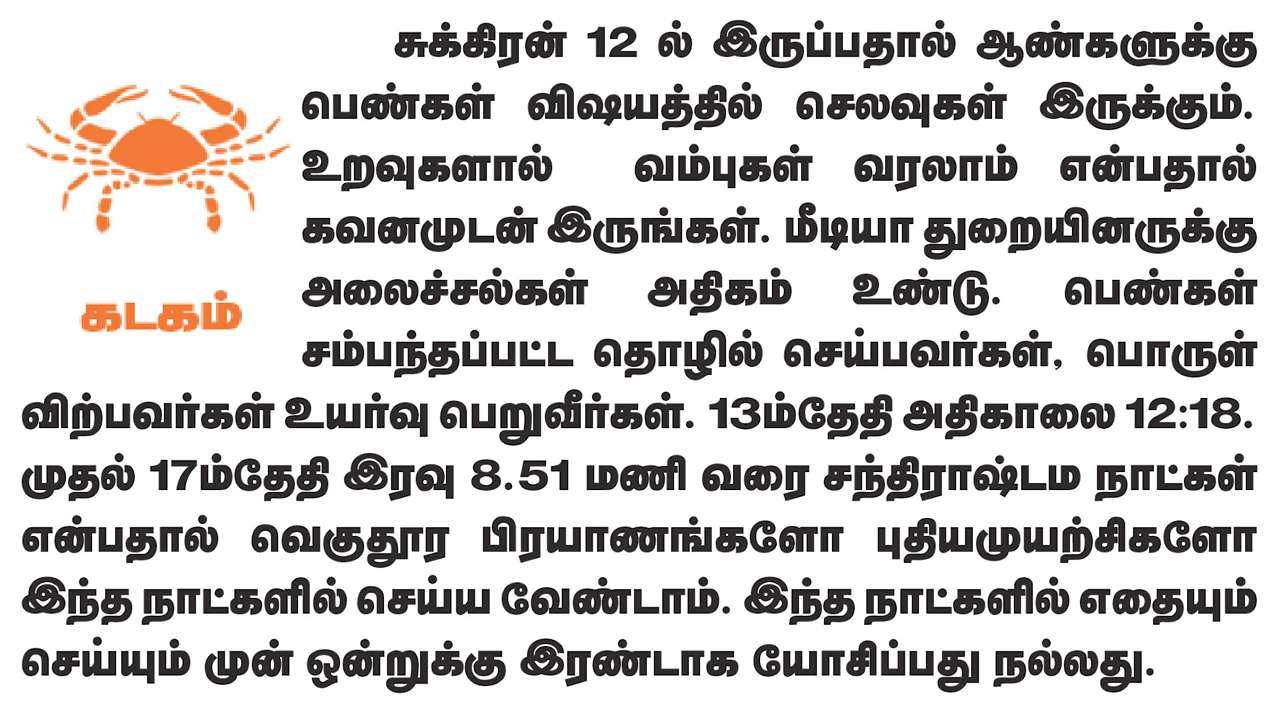 சுக்கிரன் 12 ல் இருப்பதால் ஆண்களுக்கு
பெண்கள் விஷயத்தில் செலவுகள் இருக்கும்.
உறவுகளால் வம்புகள் வரலாம் என்பதால்
கவனமுடன் இருங்கள். மீடியா துறையினருக்கு
அலைச்சல்கள் அதிகம் உண்டு. பெண்கள்
கடகம்
சம்பந்தப்பட்ட தொழில் செய்பவர்கள், பொருள்
விற்பவர்கள் உயர்வு பெறுவீர்கள். 13ம்தேதி அதிகாலை 12:18.
முதல் 17ம்தேதி இரவு 8.51 மணி வரை சந்திராஷ்டம நாட்கள்
என்பதால் வெகுதூர பிரயாணங்களோ புதியமுயற்சிகளோ
இந்த நாட்களில் செய்ய வேண்டாம். இந்த நாட்களில் எதையும்
செய்யும் முன் ஒன்றுக்கு இரண்டாக யோசிப்பது நல்லது.